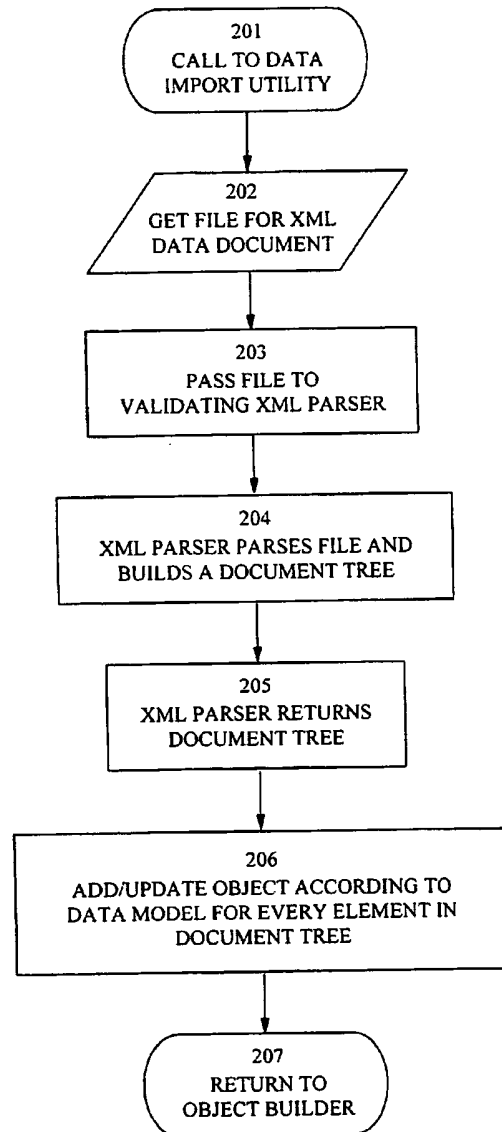 201
CALL TO DATA
IMPORT UTILITY
202
GET FILE FOR XML
DATA DOCUMENT
203
PASS FILE TO
VALIDATING XML PARSER
204
XML PARSER PARSES FILE AND
BUILDS A DOCUMENT TREE
205
XML PARSER RETURNS
DOCUMENT TREE
206
ADD/UPDATE OBJECT ACCORDING TO
DATA MODEL FOR EVERY ELEMENT IN
DOCUMENT TREE
207
RETURN TO
OBJECT BUILDER